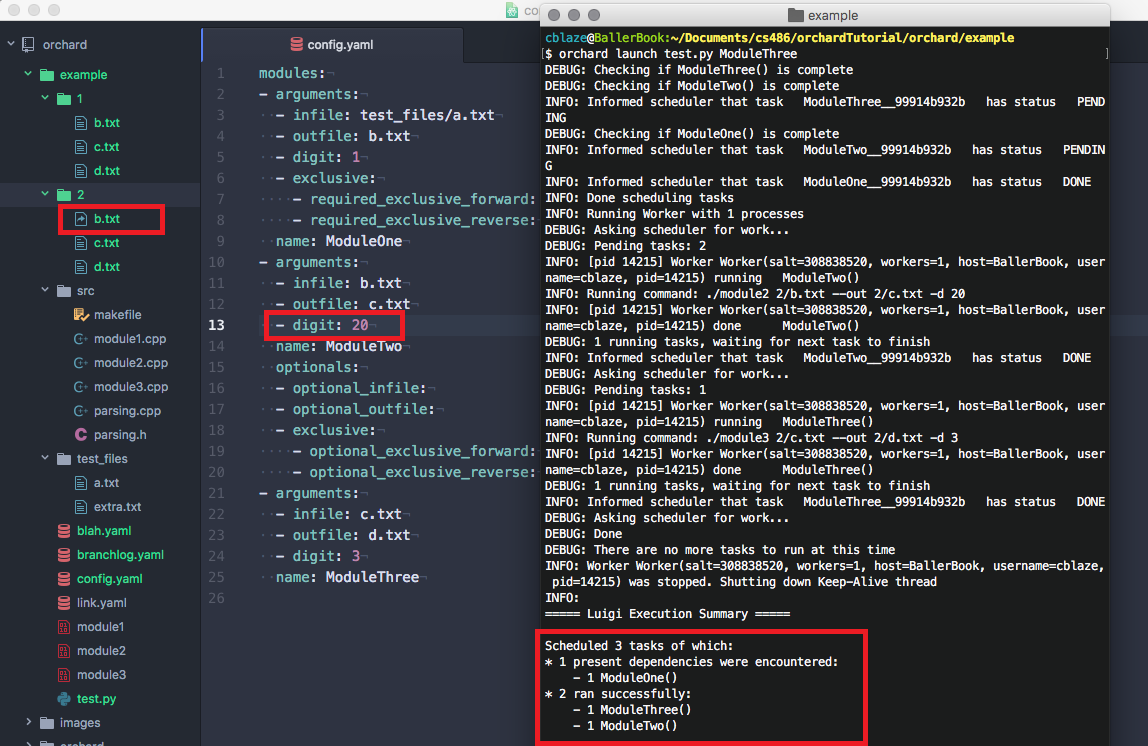 co
orchard
example
1
b.txt
c.txt
d.txt
2
b.txt
c.txt
d.txt
src
makefile
module1.cpp
module2.cpp
module3.cpp
parsing.cpp
parsing.h
test_files
a.txt
extra.txt
blah.yaml
branchlog.yaml
config.yaml
link.yaml
module1
module2
module3
test.py
images
orchard
config.yaml
1 modules:
2 - arguments:
3 - infile: test_files/a.txt
4 - outfile: b.txt
5 - digit: 1
6 - exclusive:
7 - required_exclusive_forward:
8 - required_exclusive_reverse:
9 name: ModuleOne
10 - arguments:
11 - infile: b.txt
12 - outfile: c.txt
13 - digit: 20
14 name: ModuleTwo
15 optionals:
16 - optional_infile:
17 - optional_outfile:
18 - exclusive:
19 - optional_exclusive_forward:
20 - optional_exclusive_reverse:
21 - arguments:
22 - infile: c.txt
23 - outfile: d.txt
24 - digit: 3
25 name: ModuleThree
26
example
cblaze@BallerBook:~/Documents/cs486/orchardTutorial/orchard/example
[$ orchard launch test.py ModuleThree ]
DEBUG: Checking if ModuleThree() is complete
DEBUG: Checking if ModuleTwo() is complete
INFO: Informed scheduler that task ModuleThree__99914b932b has status PEND
ING
DEBUG: Checking if ModuleOne() is complete
INFO: Informed scheduler that task ModuleTwo__99914b932b has status PENDIN
G
INFO: Informed scheduler that task ModuleOne__99914b932b has status DONE
INFO: Done scheduling tasks
INFO: Running Worker with 1 processes
DEBUG: Asking scheduler for work...
DEBUG: Pending tasks: 2
INFO: [pid 14215] Worker Worker(salt=308838520, workers=1, host=BallerBook, user
name=cblaze, pid=14215) running ModuleTwo()
INFO: Running command: ./module2 2/b.txt --out 2/c.txt -d 20
INFO: [pid 14215] Worker Worker(salt=308838520, workers=1, host=BallerBook, user
name=cblaze, pid=14215) done ModuleTwo()
DEBUG: 1 running tasks, waiting for next task to finish
INFO: Informed scheduler that task ModuleTwo__99914b932b has status DONE
DEBUG: Asking scheduler for work...
DEBUG: Pending tasks: 1
INFO: [pid 14215] Worker Worker(salt=308838520, workers=1, host=BallerBook, user
name=cblaze, pid=14215) running ModuleThree()
INFO: Running command: ./module3 2/c.txt --out 2/d.txt -d 3
INFO: [pid 14215] Worker Worker(salt=308838520, workers=1, host=BallerBook, user
name=cblaze, pid=14215) done ModuleThree()
DEBUG: 1 running tasks, waiting for next task to finish
INFO: Informed scheduler that task ModuleThree__99914b932b has status DONE
DEBUG: Asking scheduler for work...
DEBUG: Done
DEBUG: There are no more tasks to run at this time
INFO: Worker Worker(salt=308838520, workers=1, host=BallerBook, username=cblaze,
pid=14215) was stopped. Shutting down Keep-Alive thread
INFO:
===== Luigi Execution Summary =====
Scheduled 3 tasks of which:
* 1 present dependencies were encountered:
- 1 ModuleOne()
* 2 ran successfully:
- 1 ModuleThree()
- 1 ModuleTwo()